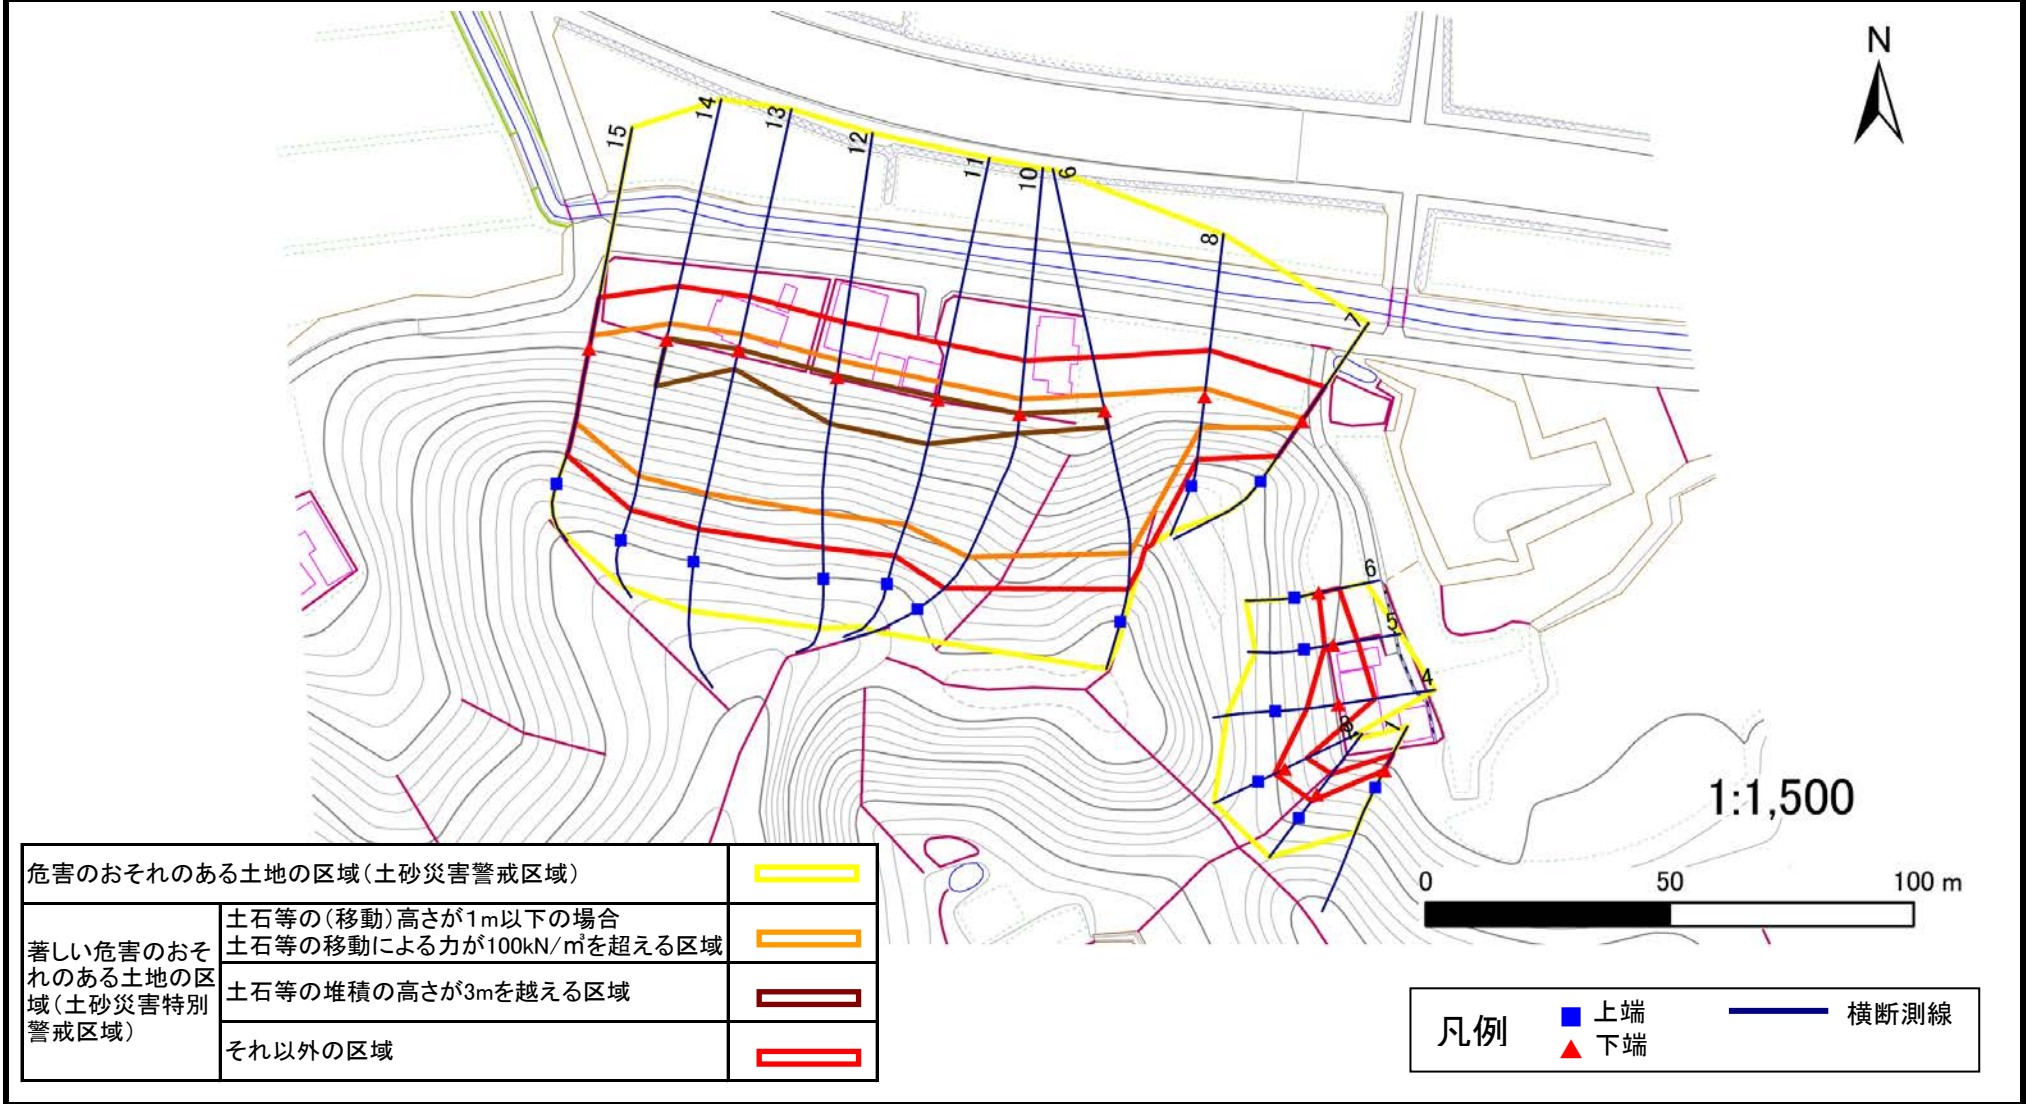 N
14
13
15
12
11
10
9
8
7
6
5
4
3
2
1
1:1,500
0 50 100 m
危害のおそれのある土地の区域(土砂災害警戒区域)
著しい危害のおそ
れのある土地の区
域(土砂災害特別
警戒区域)
土石等の(移動)高さが1m以下の場合
土石等の移動による力が100kN/㎡を超える区域
土石等の堆積の高さが3mを越える区域
それ以外の区域
凡例
上端
下端
横断測線